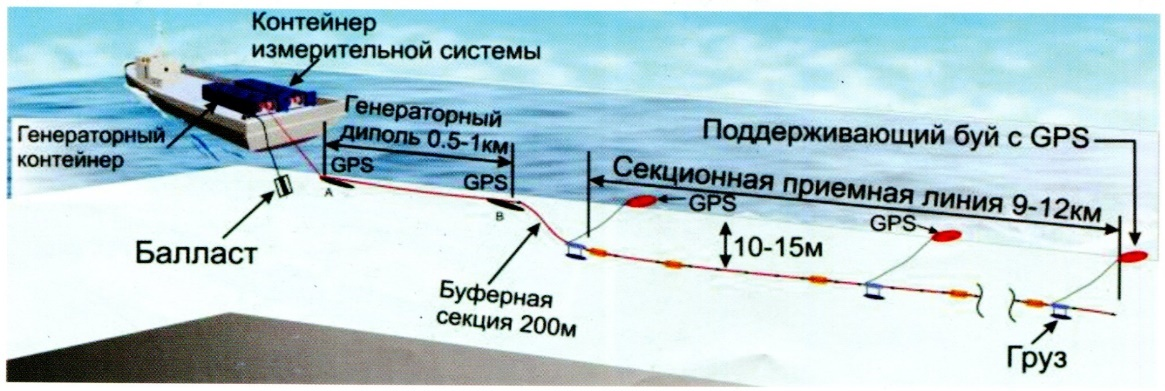 Контейнер
измерительной системы
Генераторный
контейнер
Генераторный
диполь 0.5-1км
GPS
GPS
A
B
Балласт
Буферная
секция 200м
Поддерживающий буй с GPS
Секционная приемная линия 9-12км
GPS
GPS
10-15м
Груз